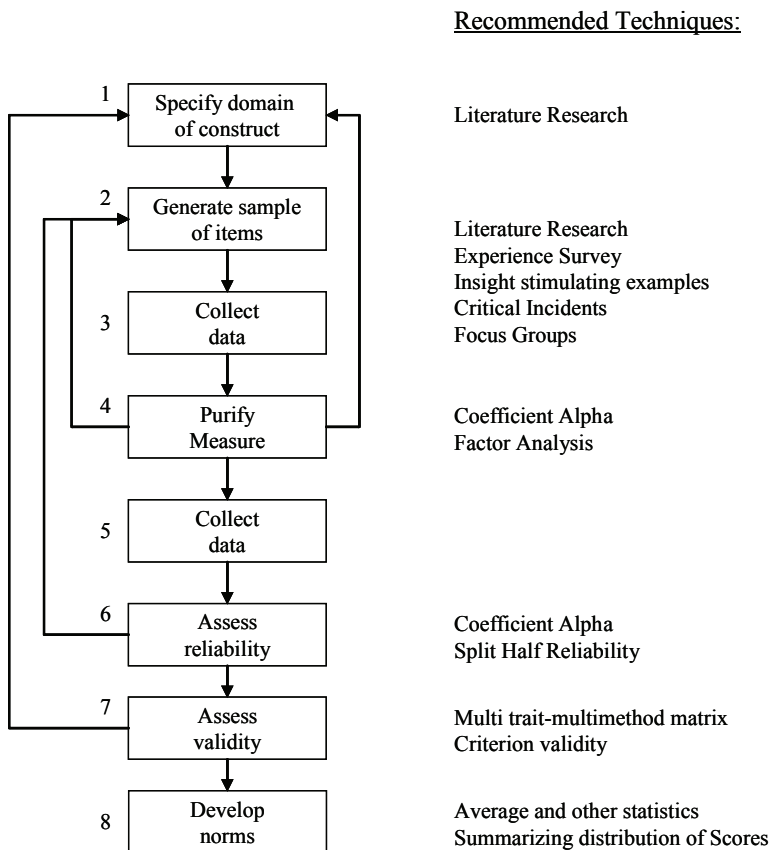 Recommended Techniques:
1
Specify domain
of construct
Literature Research
2
Generate sample
of items
Literature Research
Experience Survey
Insight stimulating examples
Critical Incidents
Focus Groups
3
Collect
data
4
Purify
Measure
Coefficient Alpha
Factor Analysis
5
Collect
data
6
Assess
reliability
Coefficient Alpha
Split Half Reliability
7
Assess
validity
Multi trait-multimethod matrix
Criterion validity
8
Develop
norms
Average and other statistics
Summarizing distribution of Scores